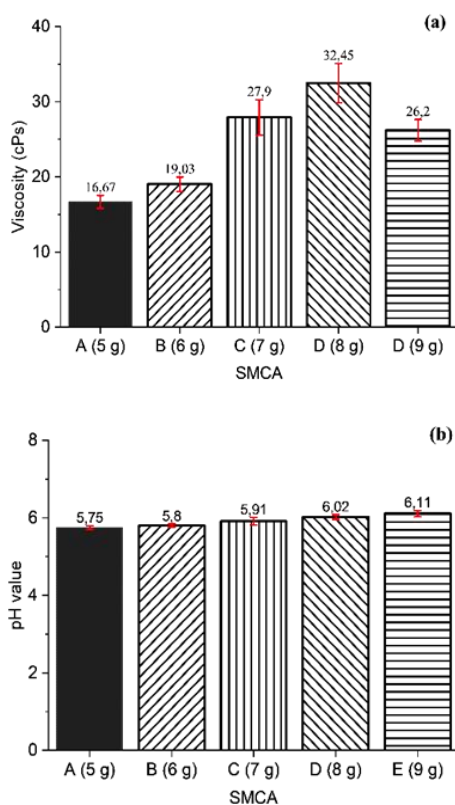 (a)
40
30
20
10
0
Viscosity (cPs)
16,67
19,03
27,9
32,45
26,2
A (5 g) B (6 g) C (7 g) D (8 g) D (9 g)
SMCA
(b)
8
6
4
2
0
pH value
5,75
5,8
5,91
6,02
6,11
A (5 g) B (6 g) C (7 g) D (8 g) E (9 g)
SMCA